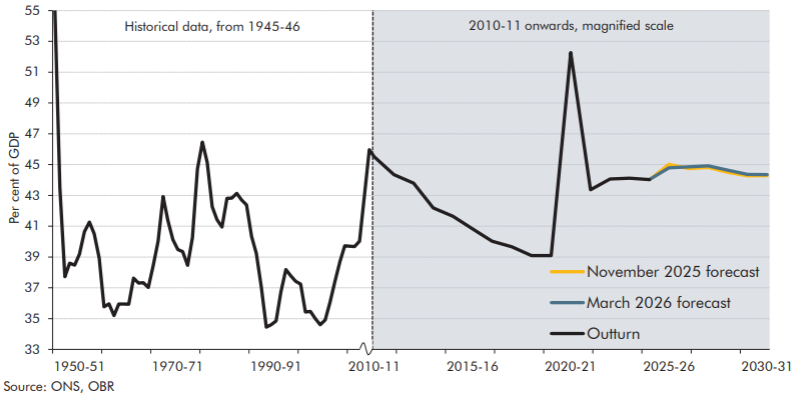 Historical data, from 1945-46
2010-11 onwards, magnified scale
Per cent of GDP
55
53
51
49
47
45
43
41
39
37
35
33
November 2025 forecast
March 2026 forecast
Outturn
1950-51 1970-71 1990-91 2010-11 2015-16 2020-21 2025-26 2030-31
Source: ONS, OBR